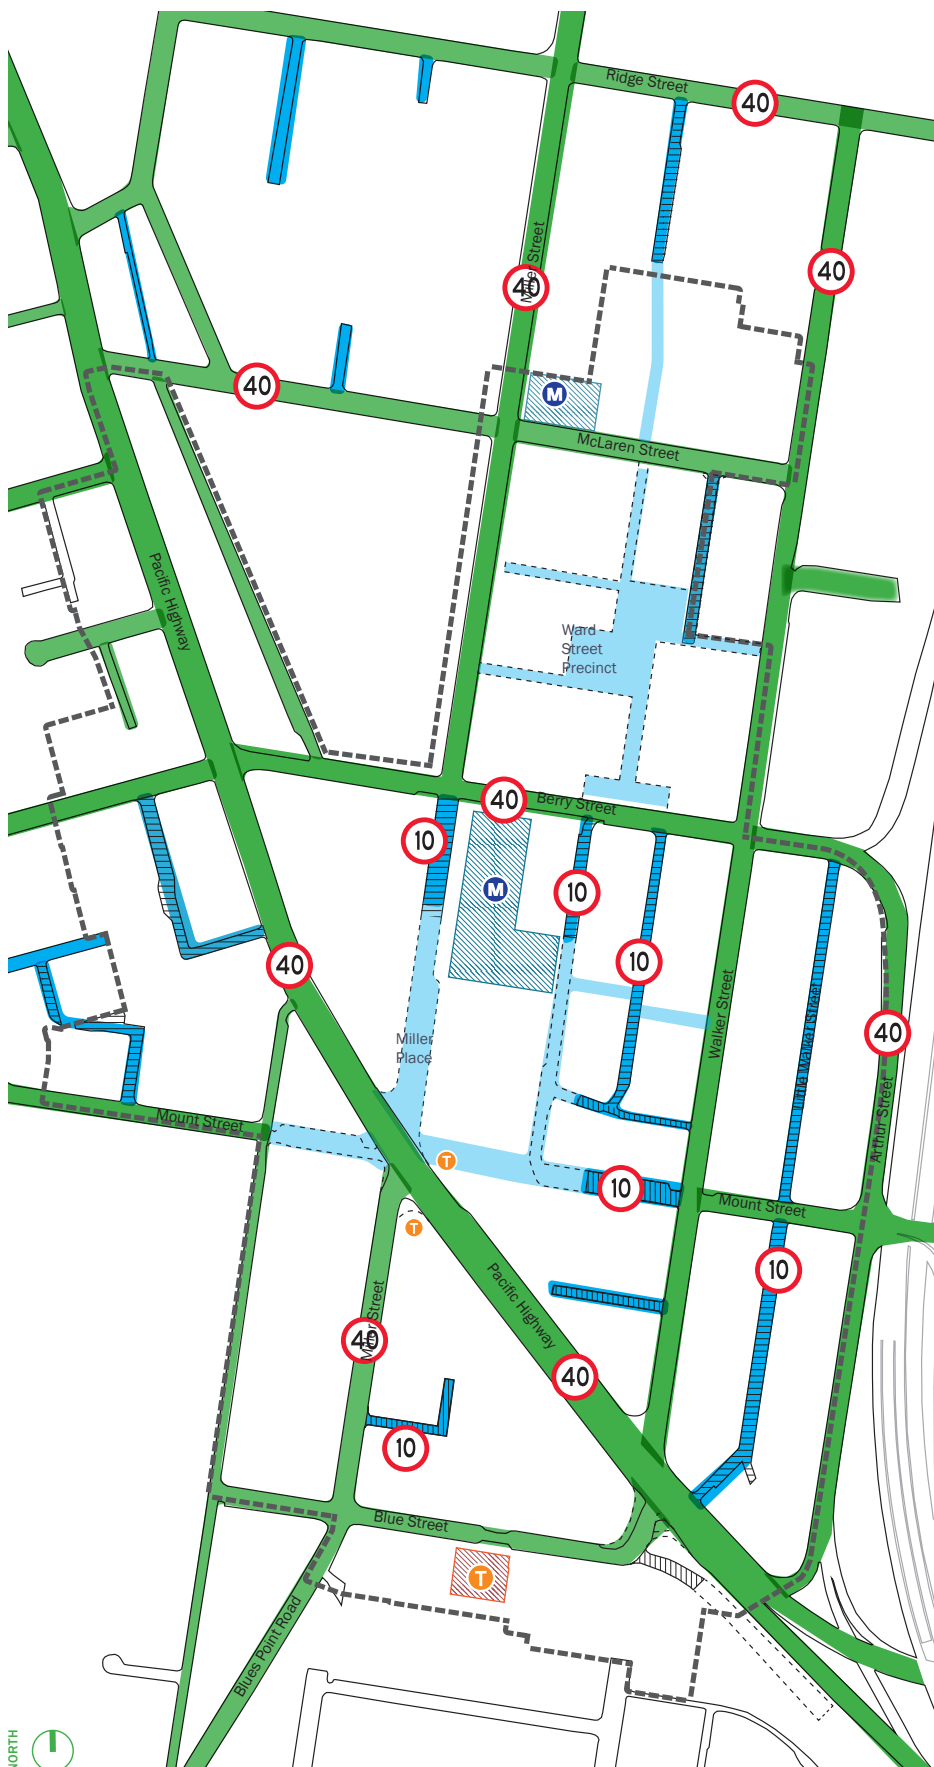 Ridge Street
40
Miller Street
40
40
40
M
McLaren Street
Pacific Highway
Ward
Street
Precinct
40
Berry Street
10
M
10
10
40
Walker Street
Little Walker Street
40
Miller
Place
Arthur Street
Mount Street
T
10
Mount Street
T
10
Pacific Highway
Miller Street
40
40
10
Blue Street
T
Blues Point Road
NORTH